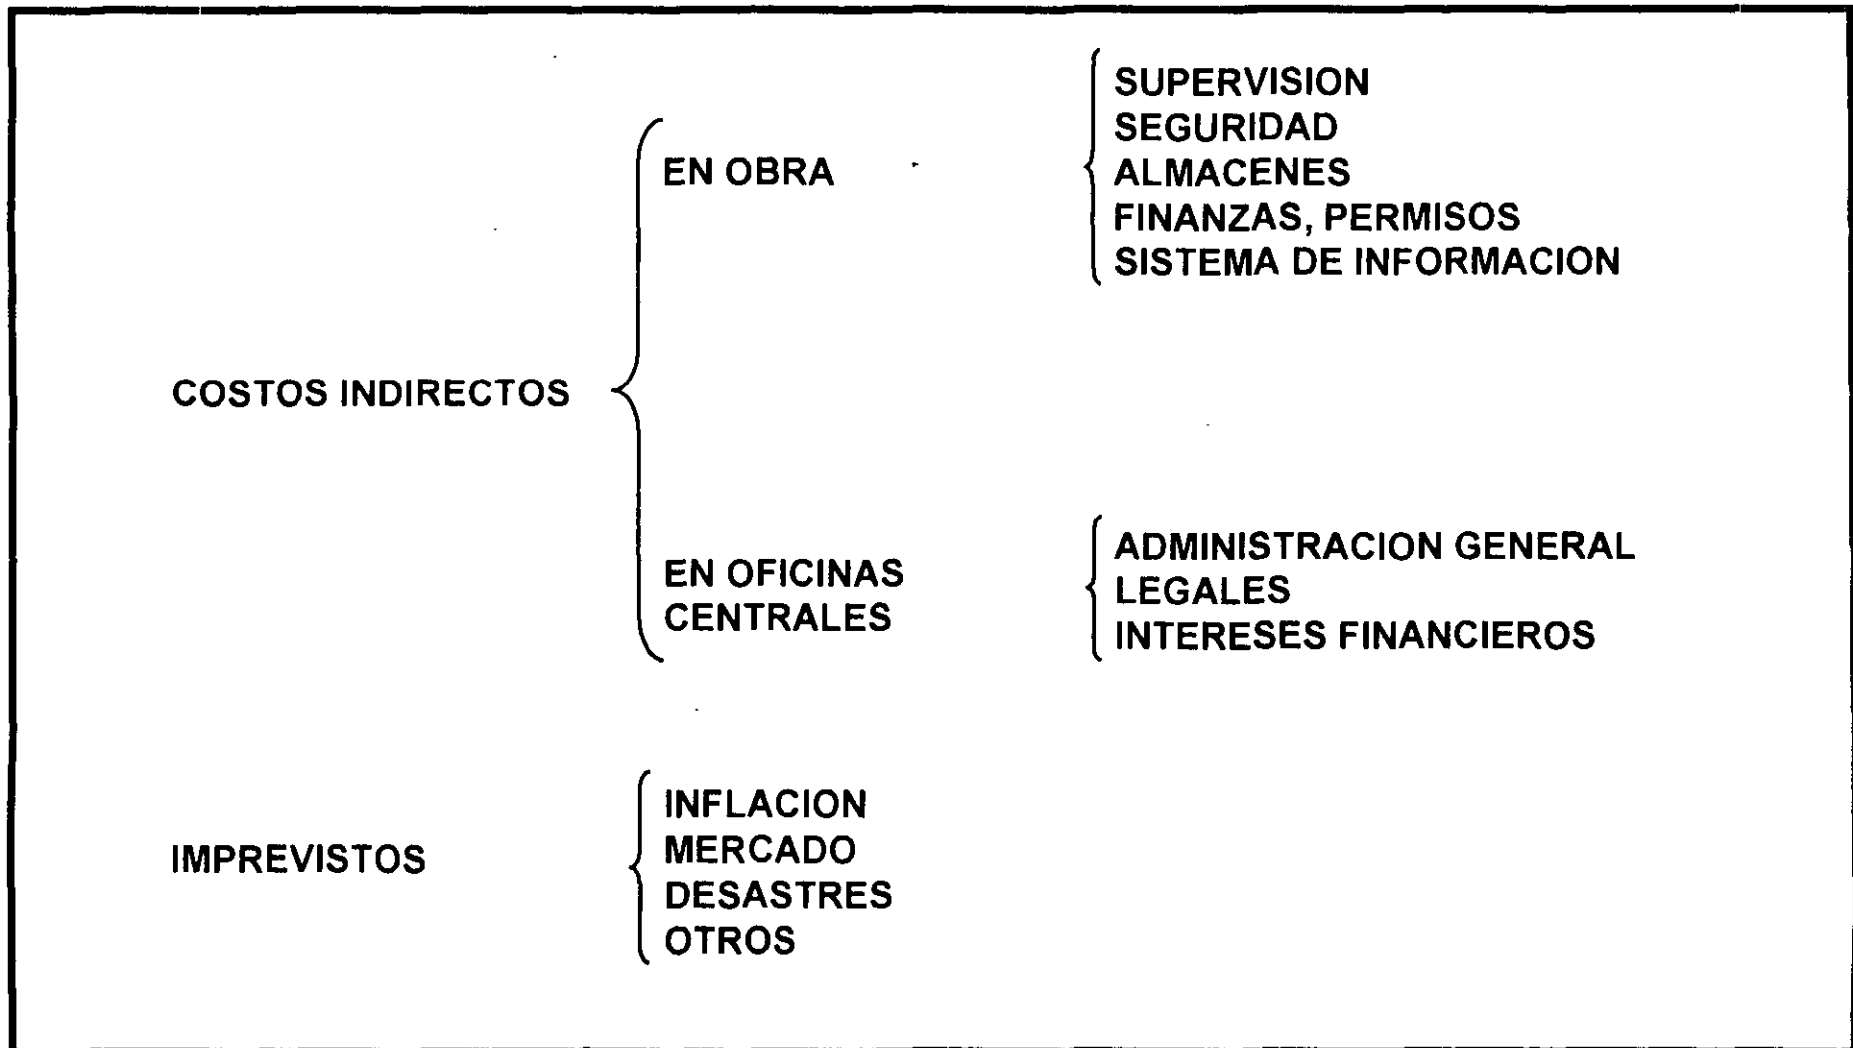 COSTOS INDIRECTOS
EN OBRA
SUPERVISION
SEGURIDAD
ALMACENES
FINANZAS, PERMISOS
SISTEMA DE INFORMACION
EN OFICINAS
CENTRALES
ADMINISTRACION GENERAL
LEGALES
INTERESES FINANCIEROS
IMPREVISTOS
INFLACION
MERCADO
DESASTRES
OTROS